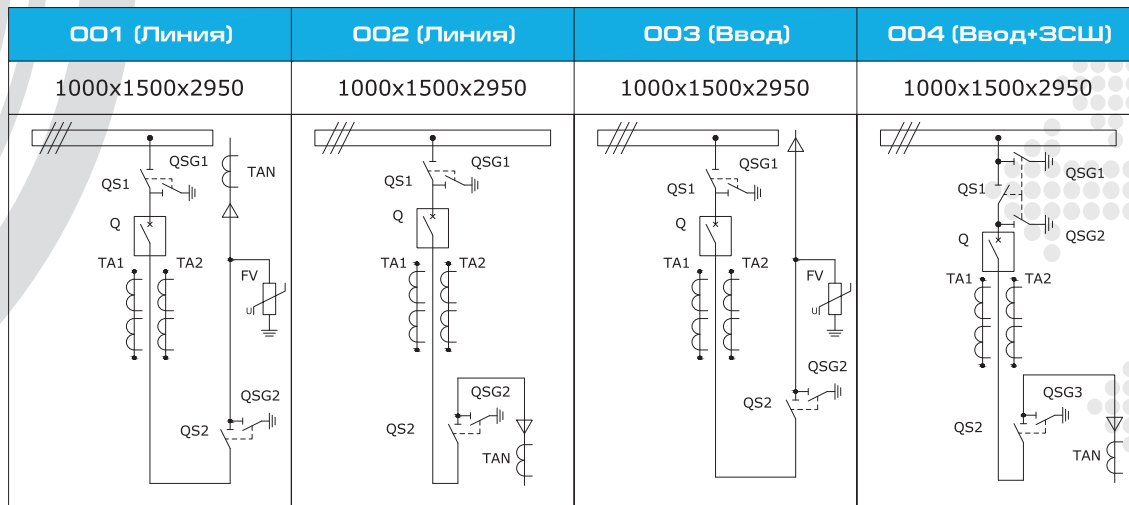 001 (Линия)
002 (Линия)
003 (Ввод)
004 (Ввод+ЗСШ)
1000x1500x2950
1000x1500x2950
1000x1500x2950
1000x1500x2950
QSG1
TAN
QS1
Q
TA1
TA2
FV
U
QSG2
QS2
QSG1
QS1
Q
TA1
TA2
QSG2
QS2
TAN
QSG1
QS1
Q
TA1
TA2
FV
U
QSG2
QS2
QSG1
QS1
QSG2
Q
TA1
TA2
QSG3
QS2
TAN